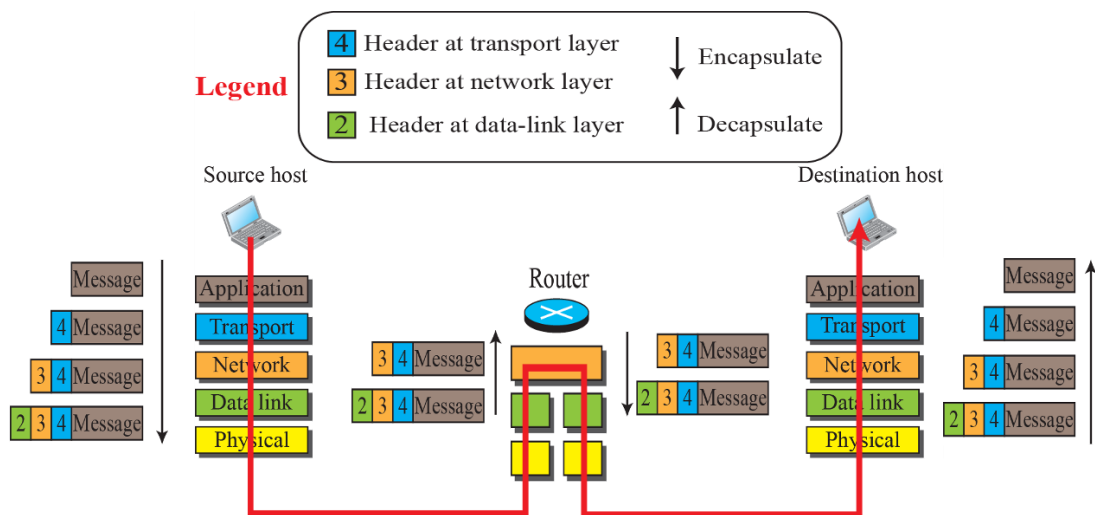 Legend
4 Header at transport layer
3 Header at network layer
2 Header at data-link layer
Encapsulate
Decapsulate
Source host
Message
4 Message
3 4 Message
2 3 4 Message
Application
Transport
Network
Data link
Physical
Router
3 4 Message
2 3 4 Message
3 4 Message
2 3 4 Message
Destination host
Application
Transport
Network
Data link
Physical
Message
4 Message
3 4 Message
2 3 4 Message